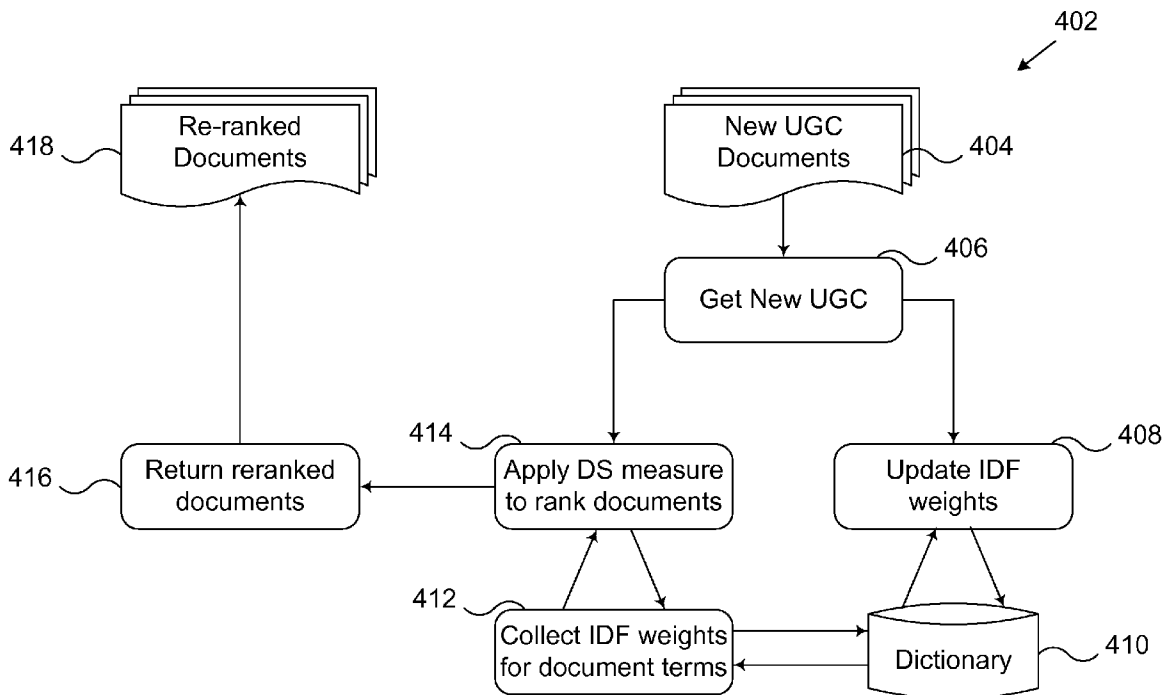 402
Re-ranked
Documents
418
New UGC
Documents
404
406
Get New UGC
414
Apply DS measure
to rank documents
408
Update IDF
weights
416
Return reranked
documents
412
Collect IDF weights
for document terms
Dictionary
410